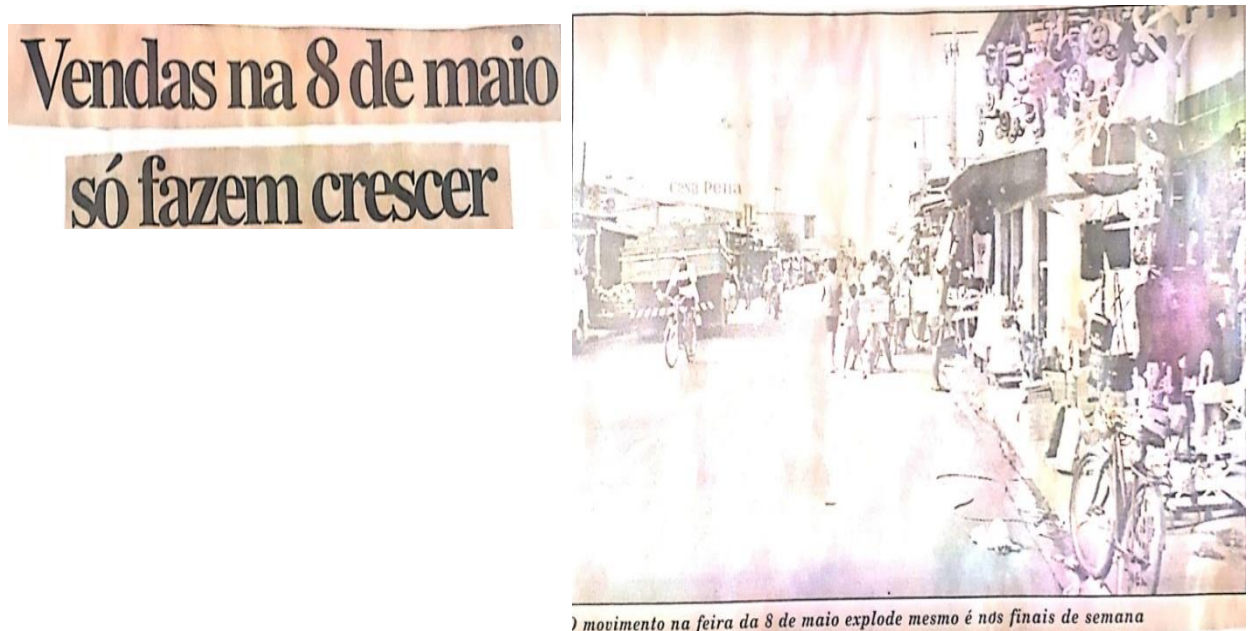 Vendas na 8 de maio
só fazem crescer
Casa Pena
O movimento na feira da 8 de maio explode mesmo é nos finais de semana